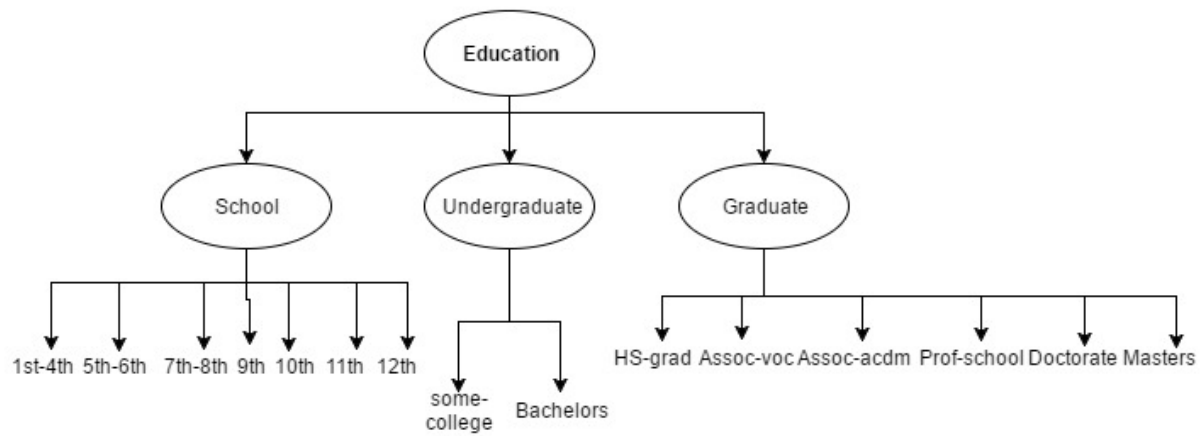 Education
School
Undergraduate
Graduate
1st-4th 5th-6th 7th-8th 9th 10th 11th 12th
HS-grad Assoc-voc Assoc-acdm Prof-school Doctorate Masters
some-
college
Bachelors